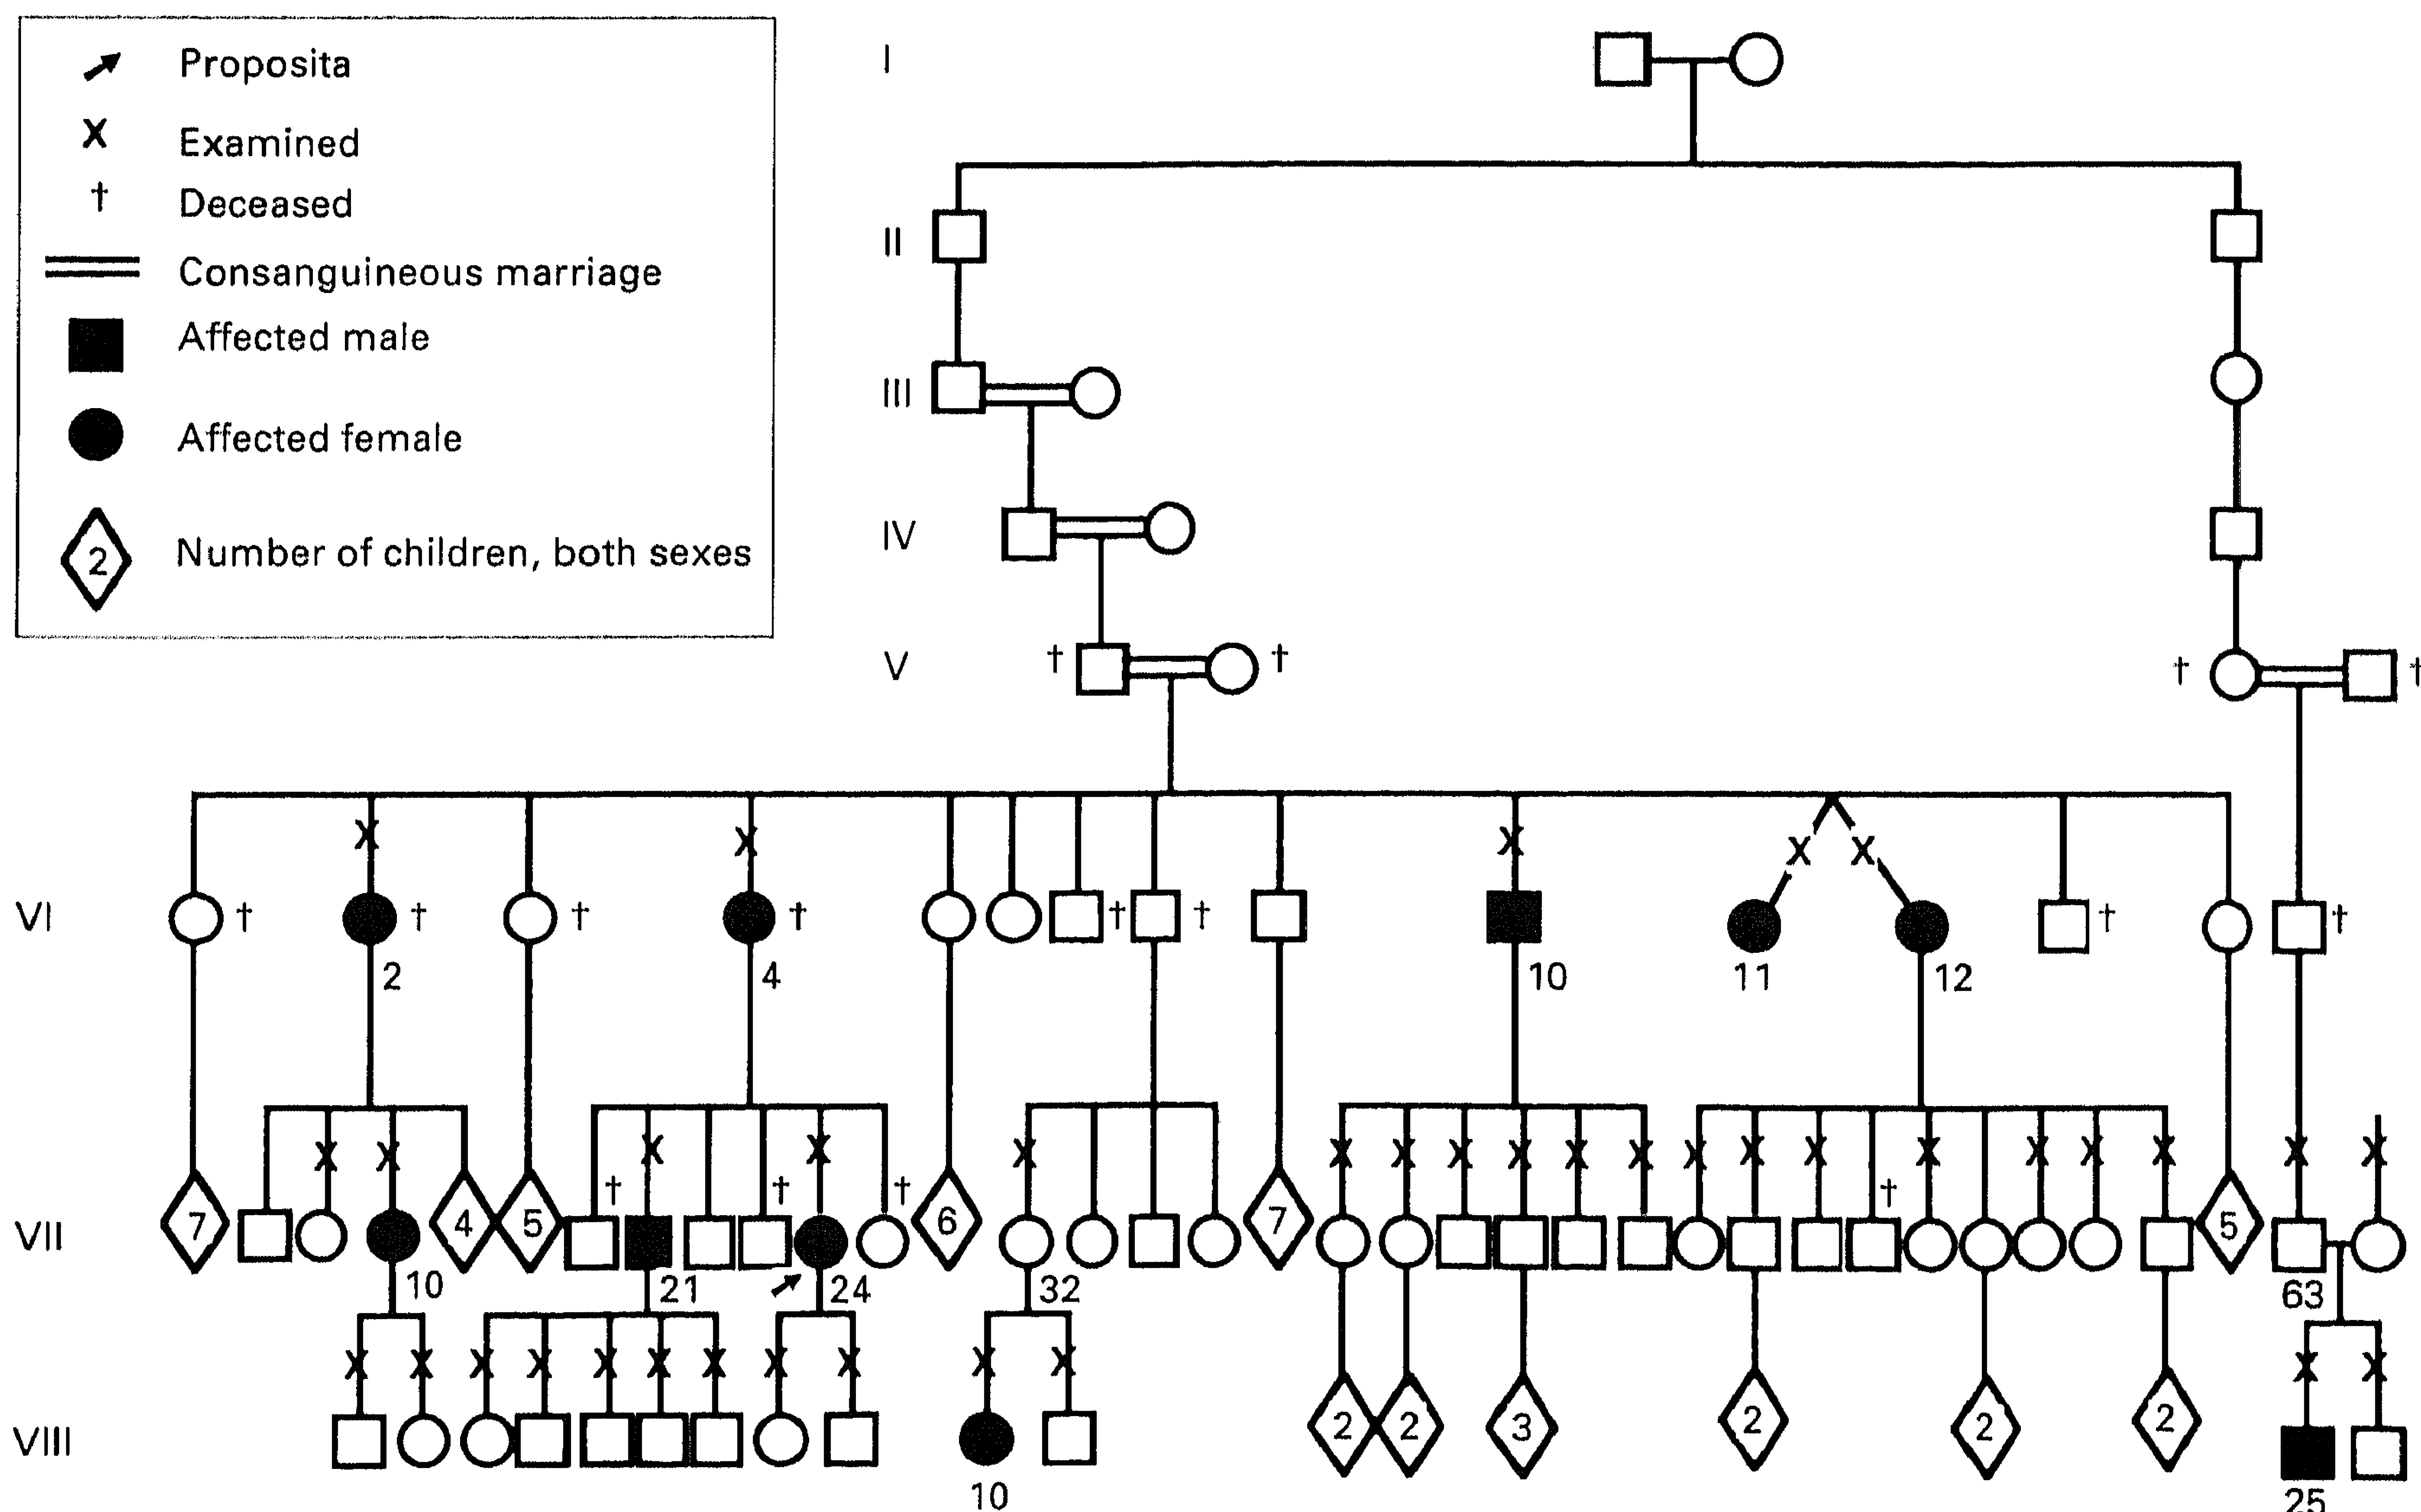 Proposita
X Examined
† Deceased
Consanguineous marriage
Affected male
Affected female
2 Number of children, both sexes
I
II
III
IV
V
† † † †
X X X X X
VI
† † † † † † † †
2 4 10 11 12
X X X X X X X X X X X X X X X X X X X X
† † † †
VII
7 4 5 6 7 5
10 21 24 32 63
X X X X X X X X X X X X X
VIII
2 2 3 2 2 2
10 25